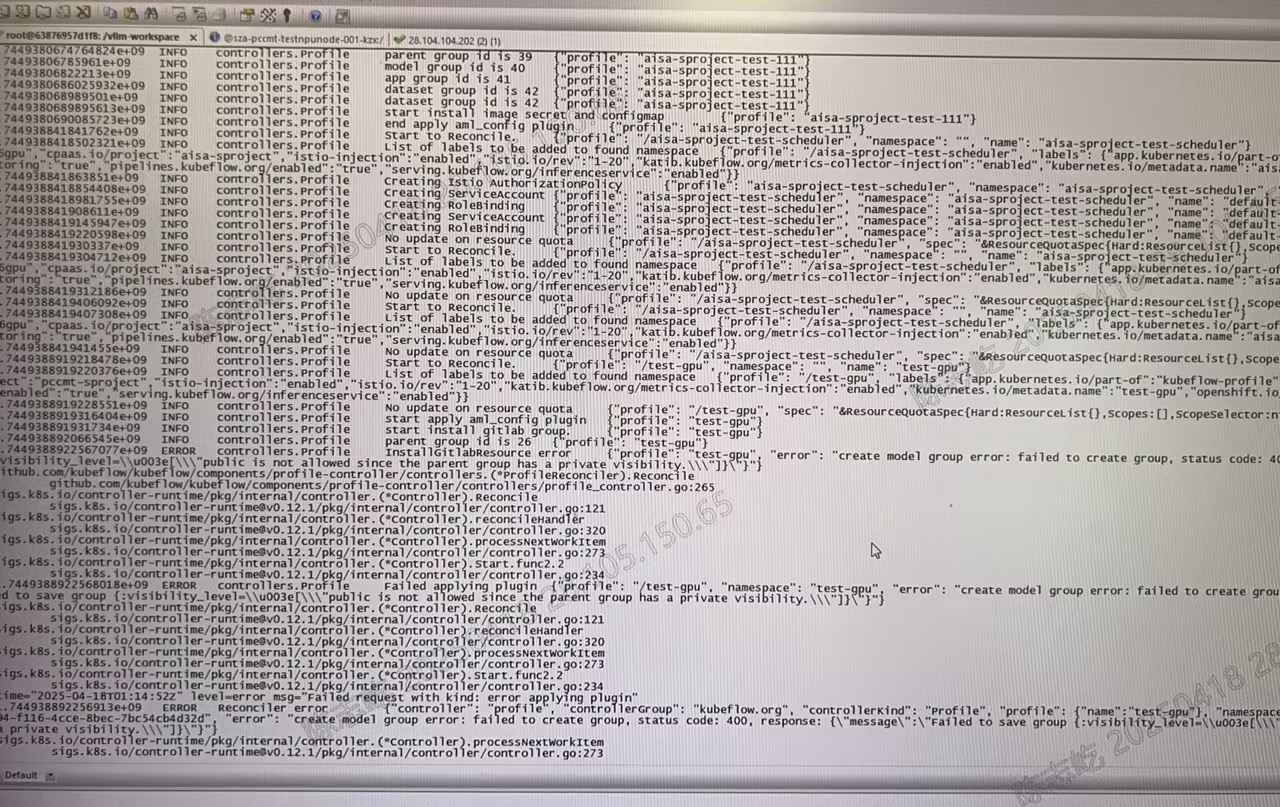 root@63876957d1f8: /vllm-workspace
@sza-pccmt-testnpunode-001-kzx:/
28.104.104.202 (2) (1)
.7449380674764824e+09 INFO controllers.Profile parent group id is 39 {"profile": "aisa-sproject-test-111"}
.74493806785961e+09 INFO controllers.Profile model group id is 40 {"profile": "aisa-sproject-test-111"}
.74493806822213e+09 INFO controllers.Profile app group id is 41 {"profile": "aisa-sproject-test-111"}
.7449380686025932e+09 INFO controllers.Profile dataset group id is 42 {"profile": "aisa-sproject-test-111"}
.744938068989501e+09 INFO controllers.Profile dataset group id is 42 {"profile": "aisa-sproject-test-111"}
.7449380689895613e+09 INFO controllers.Profile start install image secret and configmap {"profile": "aisa-sproject-test-111"}
.7449380690085723e+09 INFO controllers.Profile end apply aml_config plugin {"profile": "aisa-sproject-test-111"}
.744938841841762e+09 INFO controllers.Profile Start to Reconcile. {"profile": "/aisa-sproject-test-scheduler", "namespace": "", "name": "aisa-sproject-test-scheduler"}
.7449388418502321e+09 INFO controllers.Profile List of labels to be added to found namespace {"profile": "/aisa-sproject-test-scheduler", "labels": {"app.kubernetes.io/part-o
6gpu","cpaas.io/project":"aisa-sproject","istio-injection":"enabled","istio.io/rev":"1-20","katib.kubeflow.org/metrics-collector-injection":"enabled","kubernetes.io/metadata.name":"ais
toring":"true","pipelines.kubeflow.org/enabled":"true","serving.kubeflow.org/inferenceservice":"enabled"}}
.744938841863851e+09 INFO controllers.Profile Creating Istio AuthorizationPolicy {"profile": "aisa-sproject-test-scheduler", "namespace": "aisa-sproject-test-scheduler",
.7449388418854408e+09 INFO controllers.Profile Creating ServiceAccount {"profile": "aisa-sproject-test-scheduler", "namespace": "aisa-sproject-test-scheduler", "name": "default-
.7449388418981755e+09 INFO controllers.Profile Creating RoleBinding {"profile": "aisa-sproject-test-scheduler", "namespace": "aisa-sproject-test-scheduler", "name": "default-
.744938841908611e+09 INFO controllers.Profile Creating ServiceAccount {"profile": "aisa-sproject-test-scheduler", "namespace": "aisa-sproject-test-scheduler", "name": "default-
.7449388419145947e+09 INFO controllers.Profile Creating RoleBinding {"profile": "aisa-sproject-test-scheduler", "namespace": "aisa-sproject-test-scheduler", "name": "default-
.7449388419220598e+09 INFO controllers.Profile No update on resource quota {"profile": "/aisa-sproject-test-scheduler", "spec": "&ResourceQuotaSpec{Hard:ResourceList{},Scope
.744938841930337e+09 INFO controllers.Profile Start to Reconcile. {"profile": "/aisa-sproject-test-scheduler", "namespace": "", "name": "aisa-sproject-test-scheduler"}
.7449388419304712e+09 INFO controllers.Profile List of labels to be added to found namespace {"profile": "/aisa-sproject-test-scheduler", "labels": {"app.kubernetes.io/part-of
6gpu","cpaas.io/project":"aisa-sproject","istio-injection":"enabled","istio.io/rev":"1-20","katib.kubeflow.org/metrics-collector-injection":"enabled","kubernetes.io/metadata.name":"aisa
toring":"true","pipelines.kubeflow.org/enabled":"true","serving.kubeflow.org/inferenceservice":"enabled"}}
.7449388419312186e+09 INFO controllers.Profile No update on resource quota {"profile": "/aisa-sproject-test-scheduler", "spec": "&ResourceQuotaSpec{Hard:ResourceList{},Scope
.7449388419406092e+09 INFO controllers.Profile Start to Reconcile. {"profile": "/aisa-sproject-test-scheduler", "namespace": "", "name": "aisa-sproject-test-scheduler"}
.7449388419407308e+09 INFO controllers.Profile List of labels to be added to found namespace {"profile": "/aisa-sproject-test-scheduler", "labels": {"app.kubernetes.io/part-of
6gpu","cpaas.io/project":"aisa-sproject","istio-injection":"enabled","istio.io/rev":"1-20","katib.kubeflow.org/metrics-collector-injection":"enabled","kubernetes.io/metadata.name":"aisa
toring":"true","pipelines.kubeflow.org/enabled":"true","serving.kubeflow.org/inferenceservice":"enabled"}}
.744938841941455e+09 INFO controllers.Profile No update on resource quota {"profile": "/aisa-sproject-test-scheduler", "spec": "&ResourceQuotaSpec{Hard:ResourceList{},Scope
.7449388919218478e+09 INFO controllers.Profile Start to Reconcile. {"profile": "/test-gpu", "namespace": "", "name": "test-gpu"}
.7449388919220376e+09 INFO controllers.Profile List of labels to be added to found namespace {"profile": "/test-gpu", "labels": {"app.kubernetes.io/part-of":"kubeflow-profile"
ect":"pccmt-sproject","istio-injection":"enabled","istio.io/rev":"1-20","katib.kubeflow.org/metrics-collector-injection":"enabled","kubernetes.io/metadata.name":"test-gpu","openshift.io,
enabled":"true","serving.kubeflow.org/inferenceservice":"enabled"}}
.7449388919228551e+09 INFO controllers.Profile No update on resource quota {"profile": "/test-gpu", "spec": "&ResourceQuotaSpec{Hard:ResourceList{},Scopes:[],ScopeSelector:n
.7449388919316404e+09 INFO controllers.Profile start apply aml_config plugin {"profile": "test-gpu"}
.744938891931734e+09 INFO controllers.Profile start install gitlab group. {"profile": "test-gpu"}
.744938892066545e+09 INFO controllers.Profile parent group id is 26 {"profile": "test-gpu"}
.7449388922567077e+09 ERROR controllers.Profile InstallGitlabResource error {"profile": "test-gpu", "error": "create model group error: failed to create group, status code: 40
visibility_level=\\u003e[\\\"public is not allowed since the parent group has a private visibility.\\\"]}\"}"}
github.com/kubeflow/kubeflow/components/profile-controller/controllers.(*ProfileReconciler).Reconcile
github.com/kubeflow/kubeflow/components/profile-controller/controllers/profile_controller.go:265
sigs.k8s.io/controller-runtime/pkg/internal/controller.(*Controller).Reconcile
sigs.k8s.io/controller-runtime@v0.12.1/pkg/internal/controller/controller.go:121
sigs.k8s.io/controller-runtime/pkg/internal/controller.(*Controller).reconcileHandler
sigs.k8s.io/controller-runtime@v0.12.1/pkg/internal/controller/controller.go:320
sigs.k8s.io/controller-runtime/pkg/internal/controller.(*Controller).processNextWorkItem
sigs.k8s.io/controller-runtime@v0.12.1/pkg/internal/controller/controller.go:273
sigs.k8s.io/controller-runtime/pkg/internal/controller.(*Controller).Start.func2.2
sigs.k8s.io/controller-runtime@v0.12.1/pkg/internal/controller/controller.go:234
.7449388922568018e+09 ERROR controllers.Profile Failed applying plugin {"profile": "/test-gpu", "namespace": "test-gpu", "error": "create model group error: failed to create grou
ed to save group {:visibility_level=\\u003e[\\\"public is not allowed since the parent group has a private visibility.\\\"]}\"}"}
sigs.k8s.io/controller-runtime/pkg/internal/controller.(*Controller).Reconcile
sigs.k8s.io/controller-runtime@v0.12.1/pkg/internal/controller/controller.go:121
sigs.k8s.io/controller-runtime/pkg/internal/controller.(*Controller).reconcileHandler
sigs.k8s.io/controller-runtime@v0.12.1/pkg/internal/controller/controller.go:320
sigs.k8s.io/controller-runtime/pkg/internal/controller.(*Controller).processNextWorkItem
sigs.k8s.io/controller-runtime@v0.12.1/pkg/internal/controller/controller.go:273
sigs.k8s.io/controller-runtime/pkg/internal/controller.(*Controller).Start.func2.2
sigs.k8s.io/controller-runtime@v0.12.1/pkg/internal/controller/controller.go:234
time="2025-04-18T01:14:52Z" level=error msg="Failed request with kind: error applying plugin"
.744938892256913e+09 ERROR Reconciler error {"controller": "profile", "controllerGroup": "kubeflow.org", "controllerKind": "Profile", "profile": {"name":"test-gpu"}, "namespac
94-f116-4cce-8bec-7bc54cb4d32d", "error": "create model group error: failed to create group, status code: 400, response: {\"message\":\"Failed to save group {:visibility_level=\\u003e[\\\
a private visibility.\\\"]}\"}"}
sigs.k8s.io/controller-runtime/pkg/internal/controller.(*Controller).processNextWorkItem
sigs.k8s.io/controller-runtime@v0.12.1/pkg/internal/controller/controller.go:273
Default